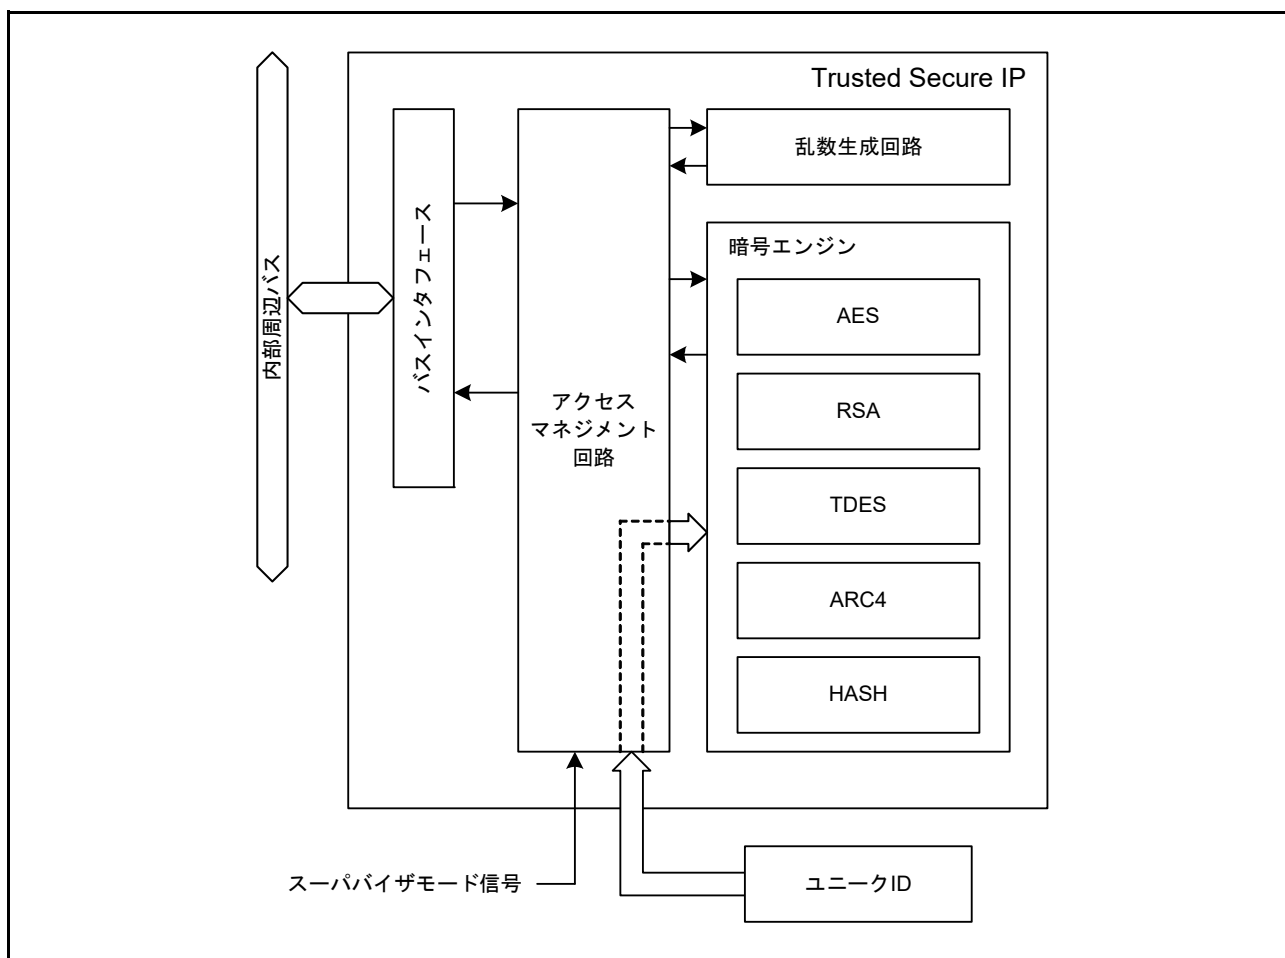 Trusted Secure IP
内部周辺バス
バスインタフェース
アクセス
マネジメント
回路
乱数生成回路
暗号エンジン
AES
RSA
TDES
ARC4
HASH
スーパバイザモード信号
ユニークID